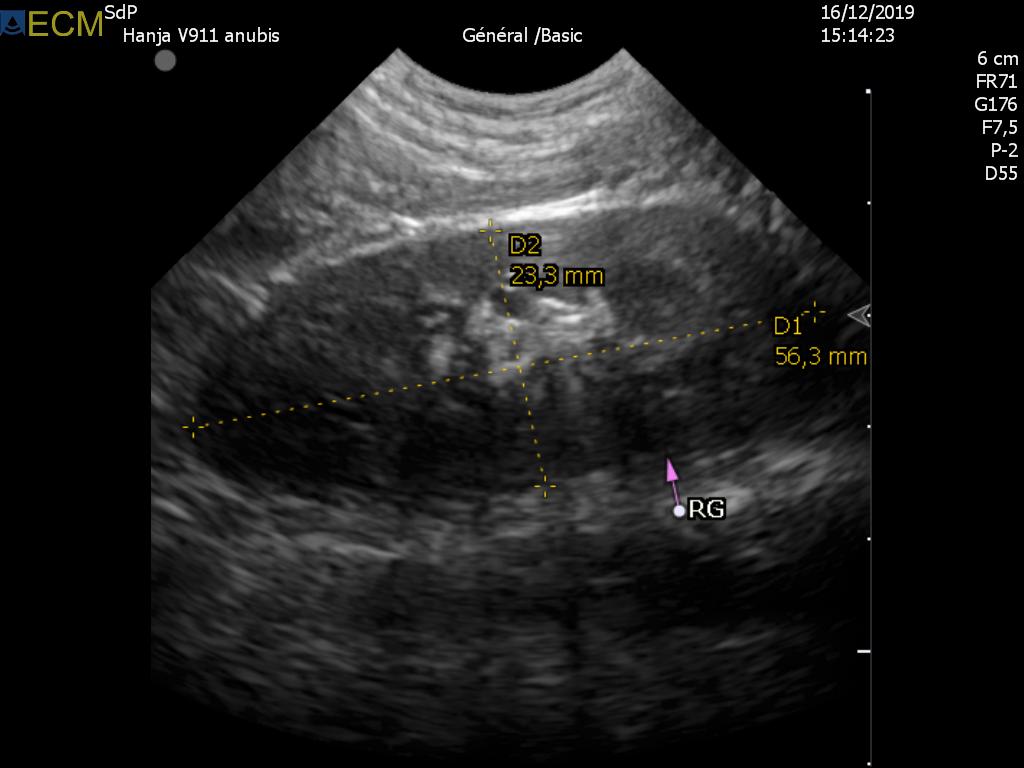 ECM
SdP
Hanja V911 anubis
Général /Basic
16/12/2019
15:14:23
6 cm
FR71
G176
F7,5
P-2
D55
D2
23,3 mm
D1
56,3 mm
RG